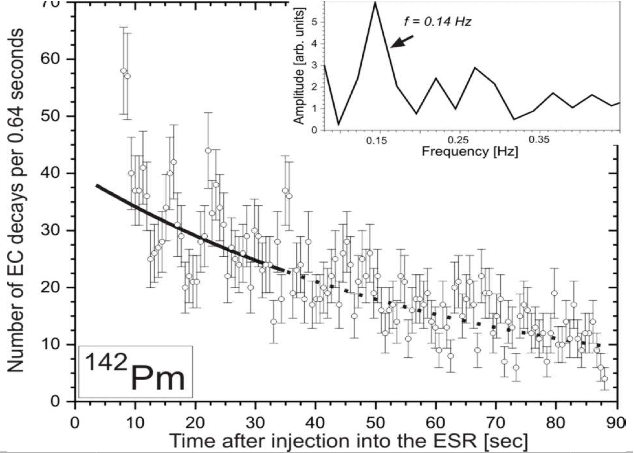 70
60
50
40
30
20
10
0
Number of EC decays per 0.64 seconds
5
4
3
2
1
0
Amplitude [arb. units]
f = 0.14 Hz
0.15 0.25 0.35
Frequency [Hz]
142Pm
0 10 20 30 40 50 60 70 80 90
Time after injection into the ESR [sec]